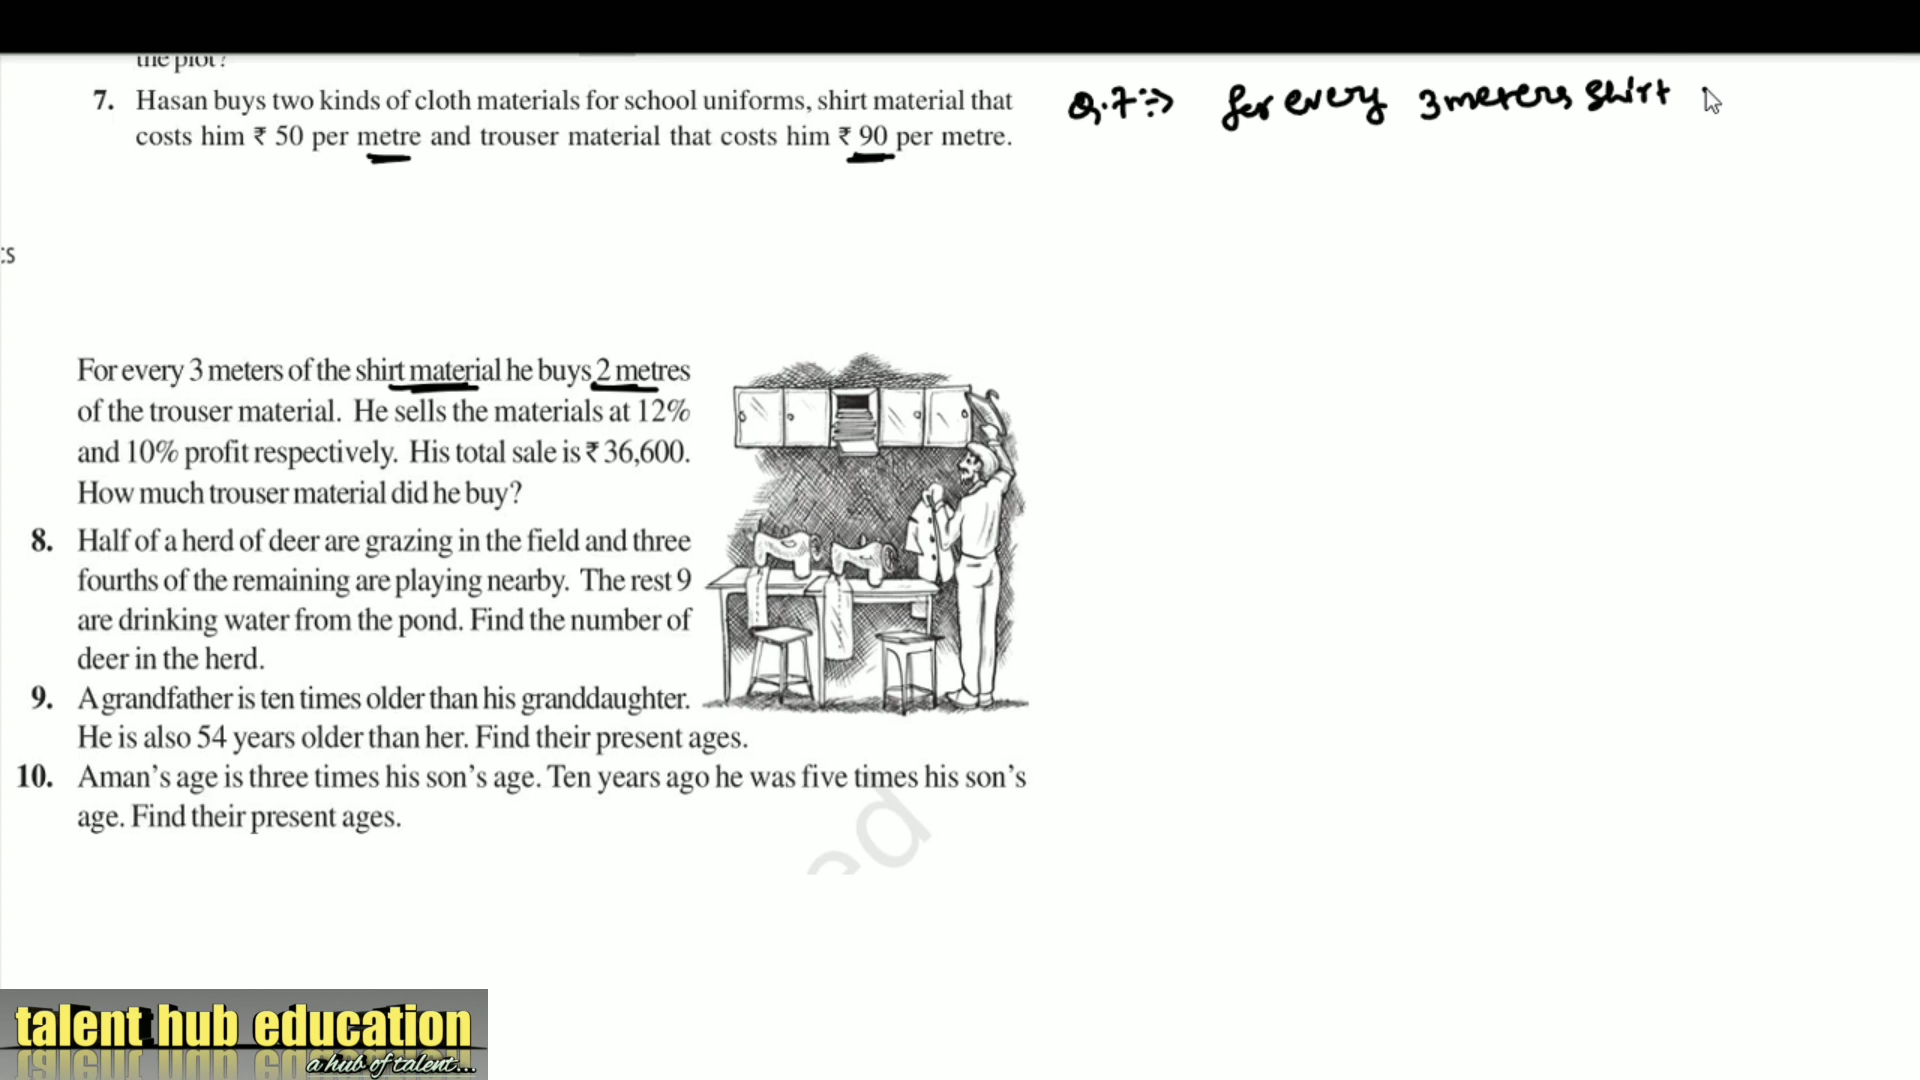 the plot?
7. Hasan buys two kinds of cloth materials for school uniforms, shirt material that
costs him ₹ 50 per metre and trouser material that costs him ₹ 90 per metre.
Q.7:⇒ for every 3 meters shirt
:s
For every 3 meters of the shirt material he buys 2 metres
of the trouser material. He sells the materials at 12%
and 10% profit respectively. His total sale is ₹ 36,600.
How much trouser material did he buy?
8. Half of a herd of deer are grazing in the field and three
fourths of the remaining are playing nearby. The rest 9
are drinking water from the pond. Find the number of
deer in the herd.
9. A grandfather is ten times older than his granddaughter.
He is also 54 years older than her. Find their present ages.
10. Aman's age is three times his son's age. Ten years ago he was five times his son's
age. Find their present ages.
ed
talent hub education
a hub of talent...